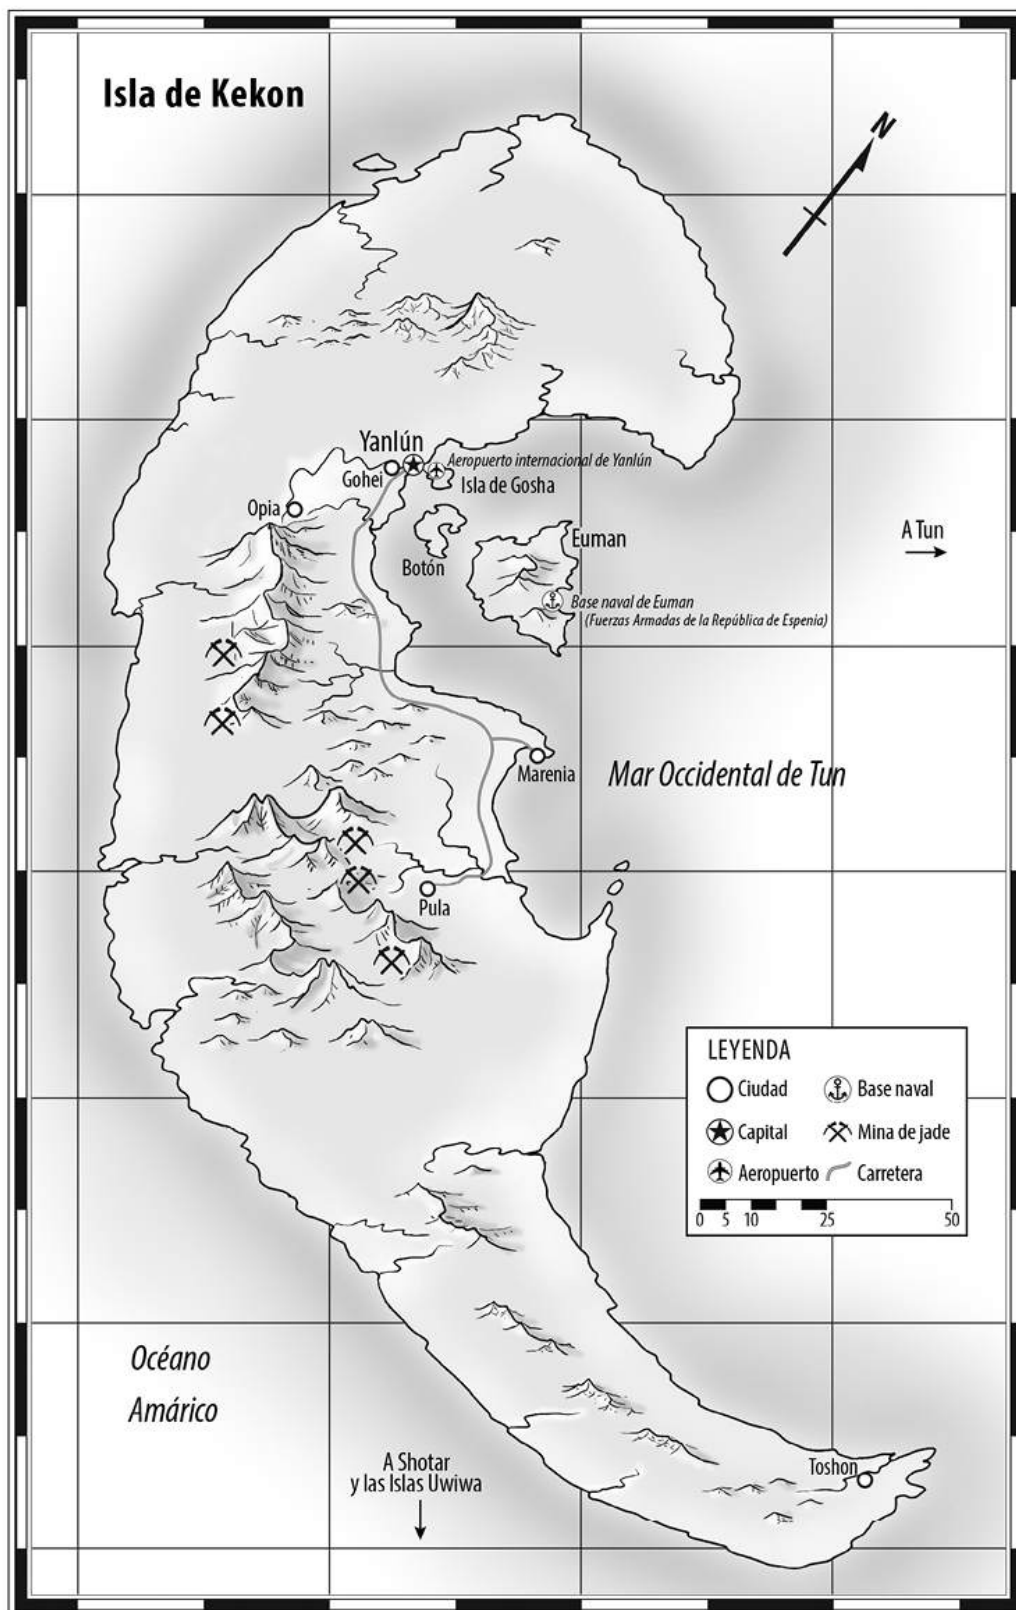 Isla de Kekon
N
Yanlún
Gohei
Aeropuerto internacional de Yanlún
Isla de Gosha
Opia
Botón
Euman
A Tun
Base naval de Euman
(Fuerzas Armadas de la República de Espenia)
Marenia
Mar Occidental de Tun
Pula
LEYENDA
Ciudad
Base naval
Capital
Mina de jade
Aeropuerto
Carretera
0 5 10 25 50
Océano
Amárico
A Shotar
y las Islas Uwiwa
Toshon